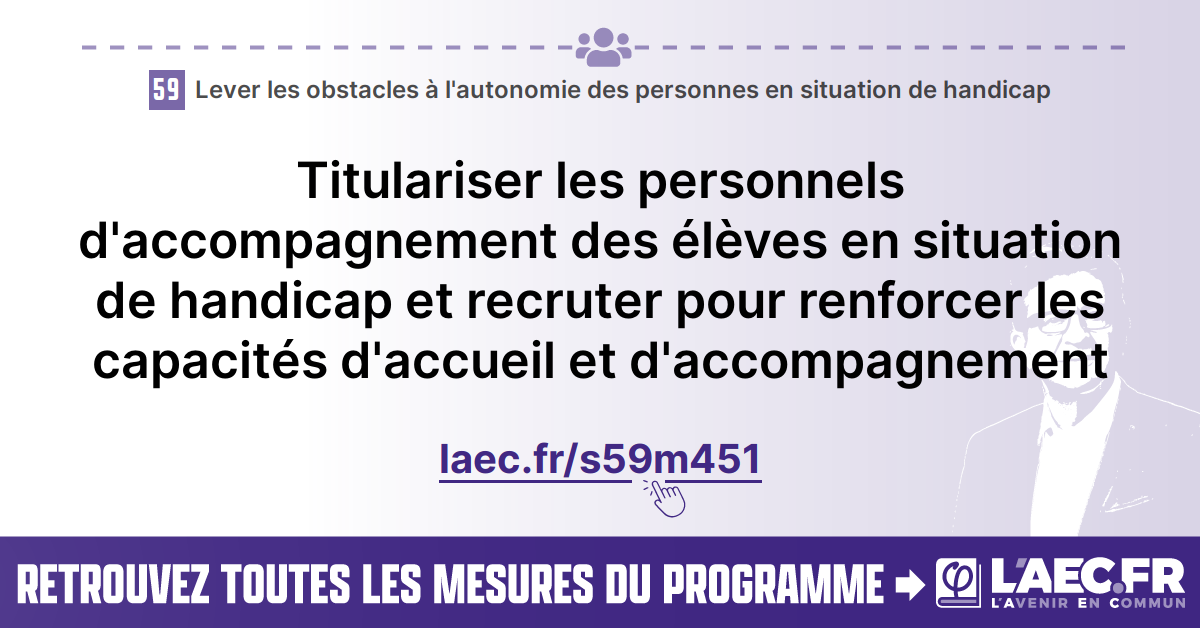 59 Lever les obstacles à l'autonomie des personnes en situation de handicap
Titulariser les personnels
d'accompagnement des élèves en situation
de handicap et recruter pour renforcer les
capacités d'accueil et d'accompagnement
laec.fr/s59m451
RETROUVEZ TOUTES LES MESURES DU PROGRAMME
L'AEC.FR
L'AVENIR EN COMMUN